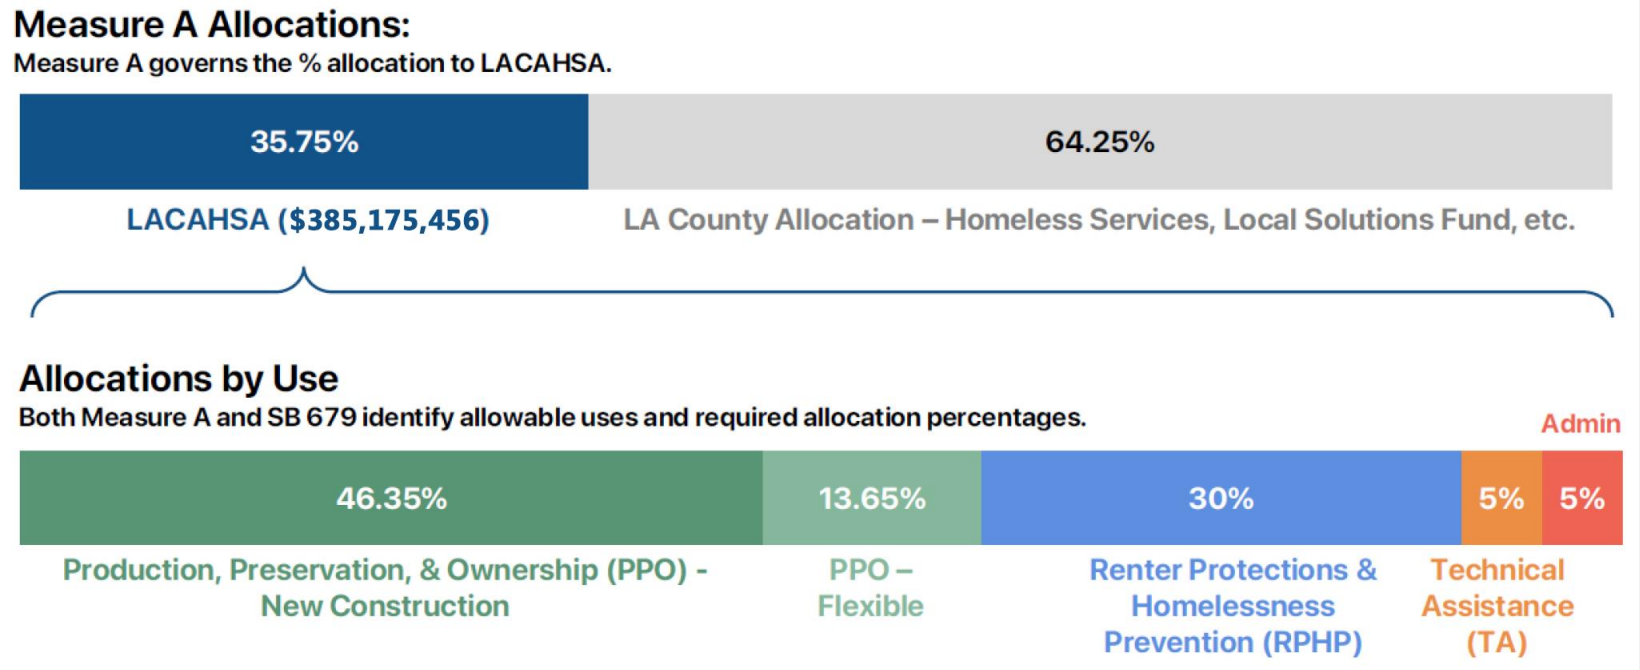 Measure A Allocations:
Measure A governs the % allocation to LACAHSA.
35.75%
64.25%
LACAHSA ($385,175,456)
LA County Allocation – Homeless Services, Local Solutions Fund, etc.
Allocations by Use
Both Measure A and SB 679 identify allowable uses and required allocation percentages.
Admin
46.35%
13.65%
30%
5%
5%
Production, Preservation, & Ownership (PPO) -
New Construction
PPO –
Flexible
Renter Protections &
Homelessness
Prevention (RPHP)
Technical
Assistance
(TA)